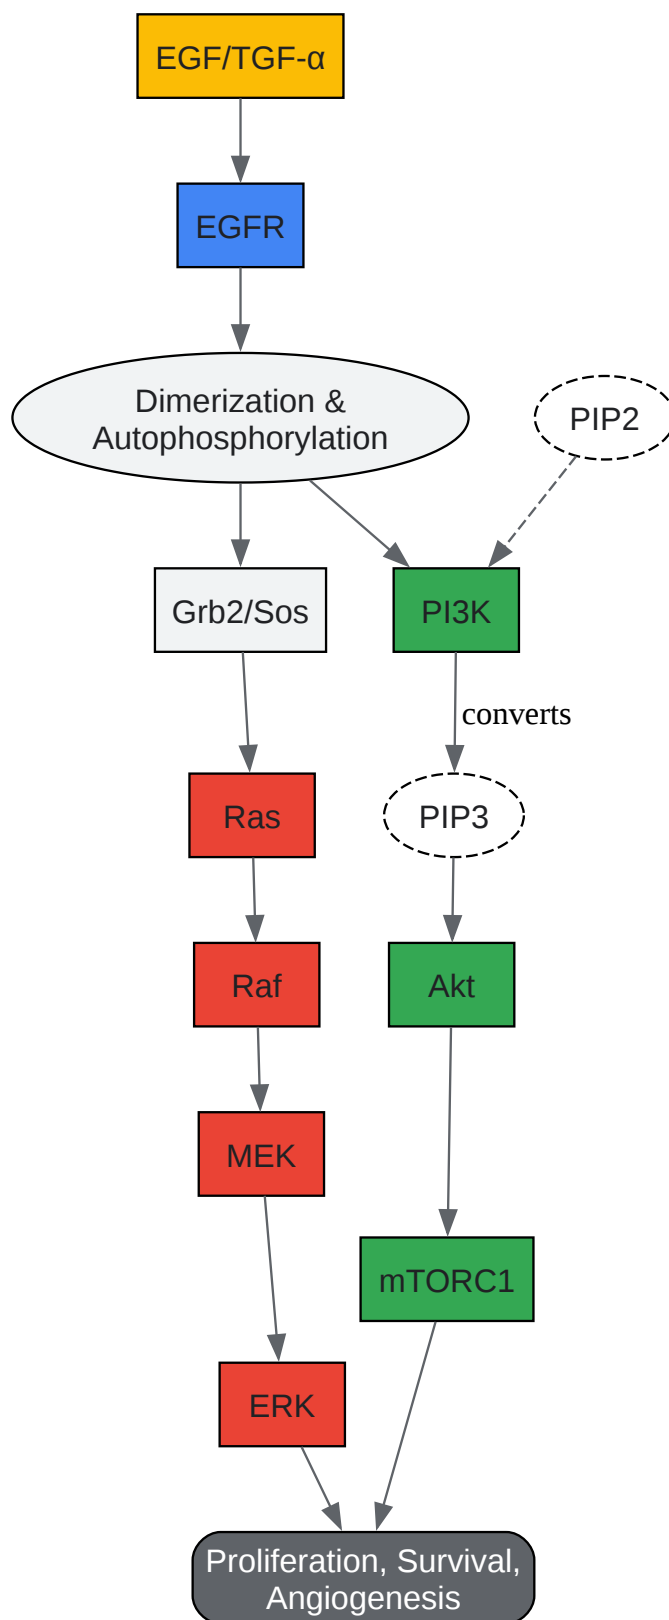 EGF/TGF-α
EGFR
Dimerization &
Autophosphorylation
PIP2
Grb2/Sos
PI3K
converts
Ras
PIP3
Raf
Akt
MEK
mTORC1
ERK
Proliferation, Survival,
Angiogenesis